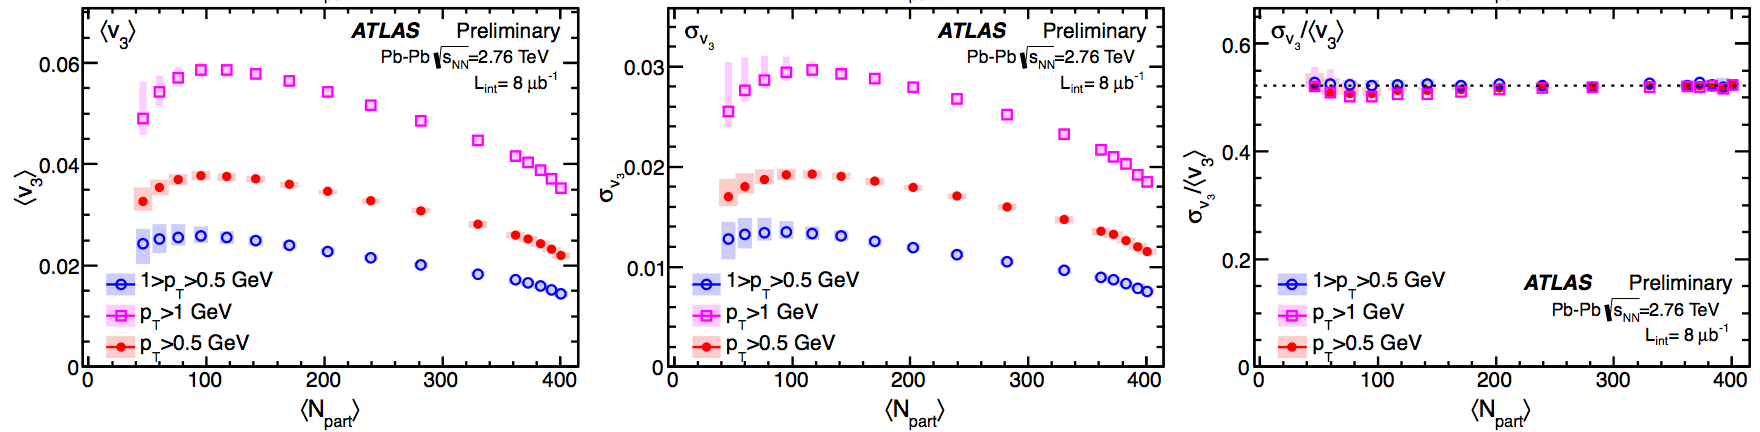 ⟨v3⟩
ATLAS Preliminary
Pb-Pb √sNN=2.76 TeV
Lint= 8 μb-1
0.06
0.04
0.02
0
⟨v3⟩
1>pT>0.5 GeV
pT>1 GeV
pT>0.5 GeV
0 100 200 300 400
⟨Npart⟩
σv3
ATLAS Preliminary
Pb-Pb √sNN=2.76 TeV
Lint= 8 μb-1
0.03
0.02
0.01
0
σv3
1>pT>0.5 GeV
pT>1 GeV
pT>0.5 GeV
0 100 200 300 400
⟨Npart⟩
σv3/⟨v3⟩
0.6
0.4
0.2
0
σv3/⟨v3⟩
1>pT>0.5 GeV
pT>1 GeV
pT>0.5 GeV
ATLAS Preliminary
Pb-Pb √sNN=2.76 TeV
Lint= 8 μb-1
0 100 200 300 400
⟨Npart⟩